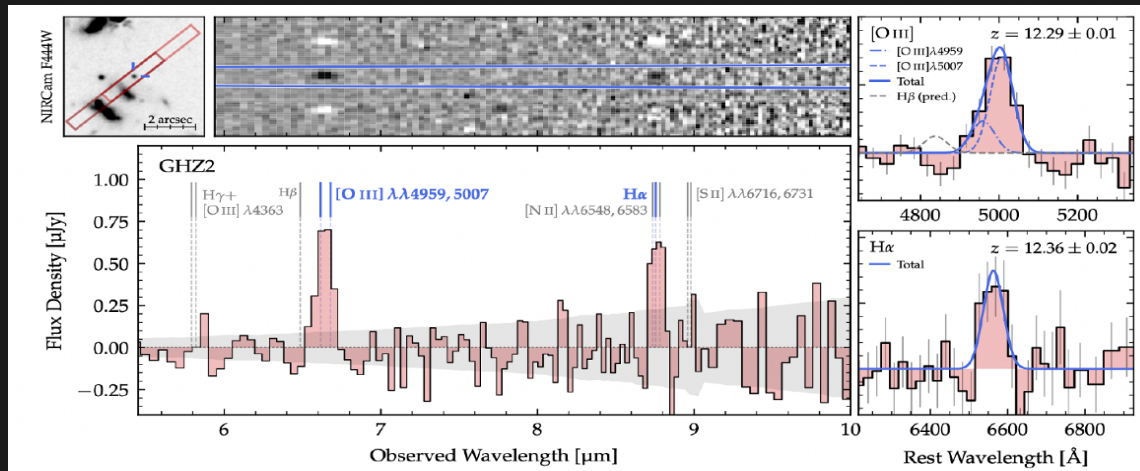 NIRCam F444W
2 arcsec
GHZ2
Hγ+
[O III] λ4363
Hβ
[O III] λλ4959, 5007
Hα
[N II] λλ6548, 6583
[S II] λλ6716, 6731
Flux Density [μJy]
1.00
0.75
0.50
0.25
0.00
−0.25
6
7
8
9
10
Observed Wavelength [μm]
[O III]
z = 12.29 ± 0.01
[O III]λ4959
[O III]λ5007
Total
Hβ (pred.)
4800
5000
5200
Hα
z = 12.36 ± 0.02
Total
6400
6600
6800
Rest Wavelength [Å]